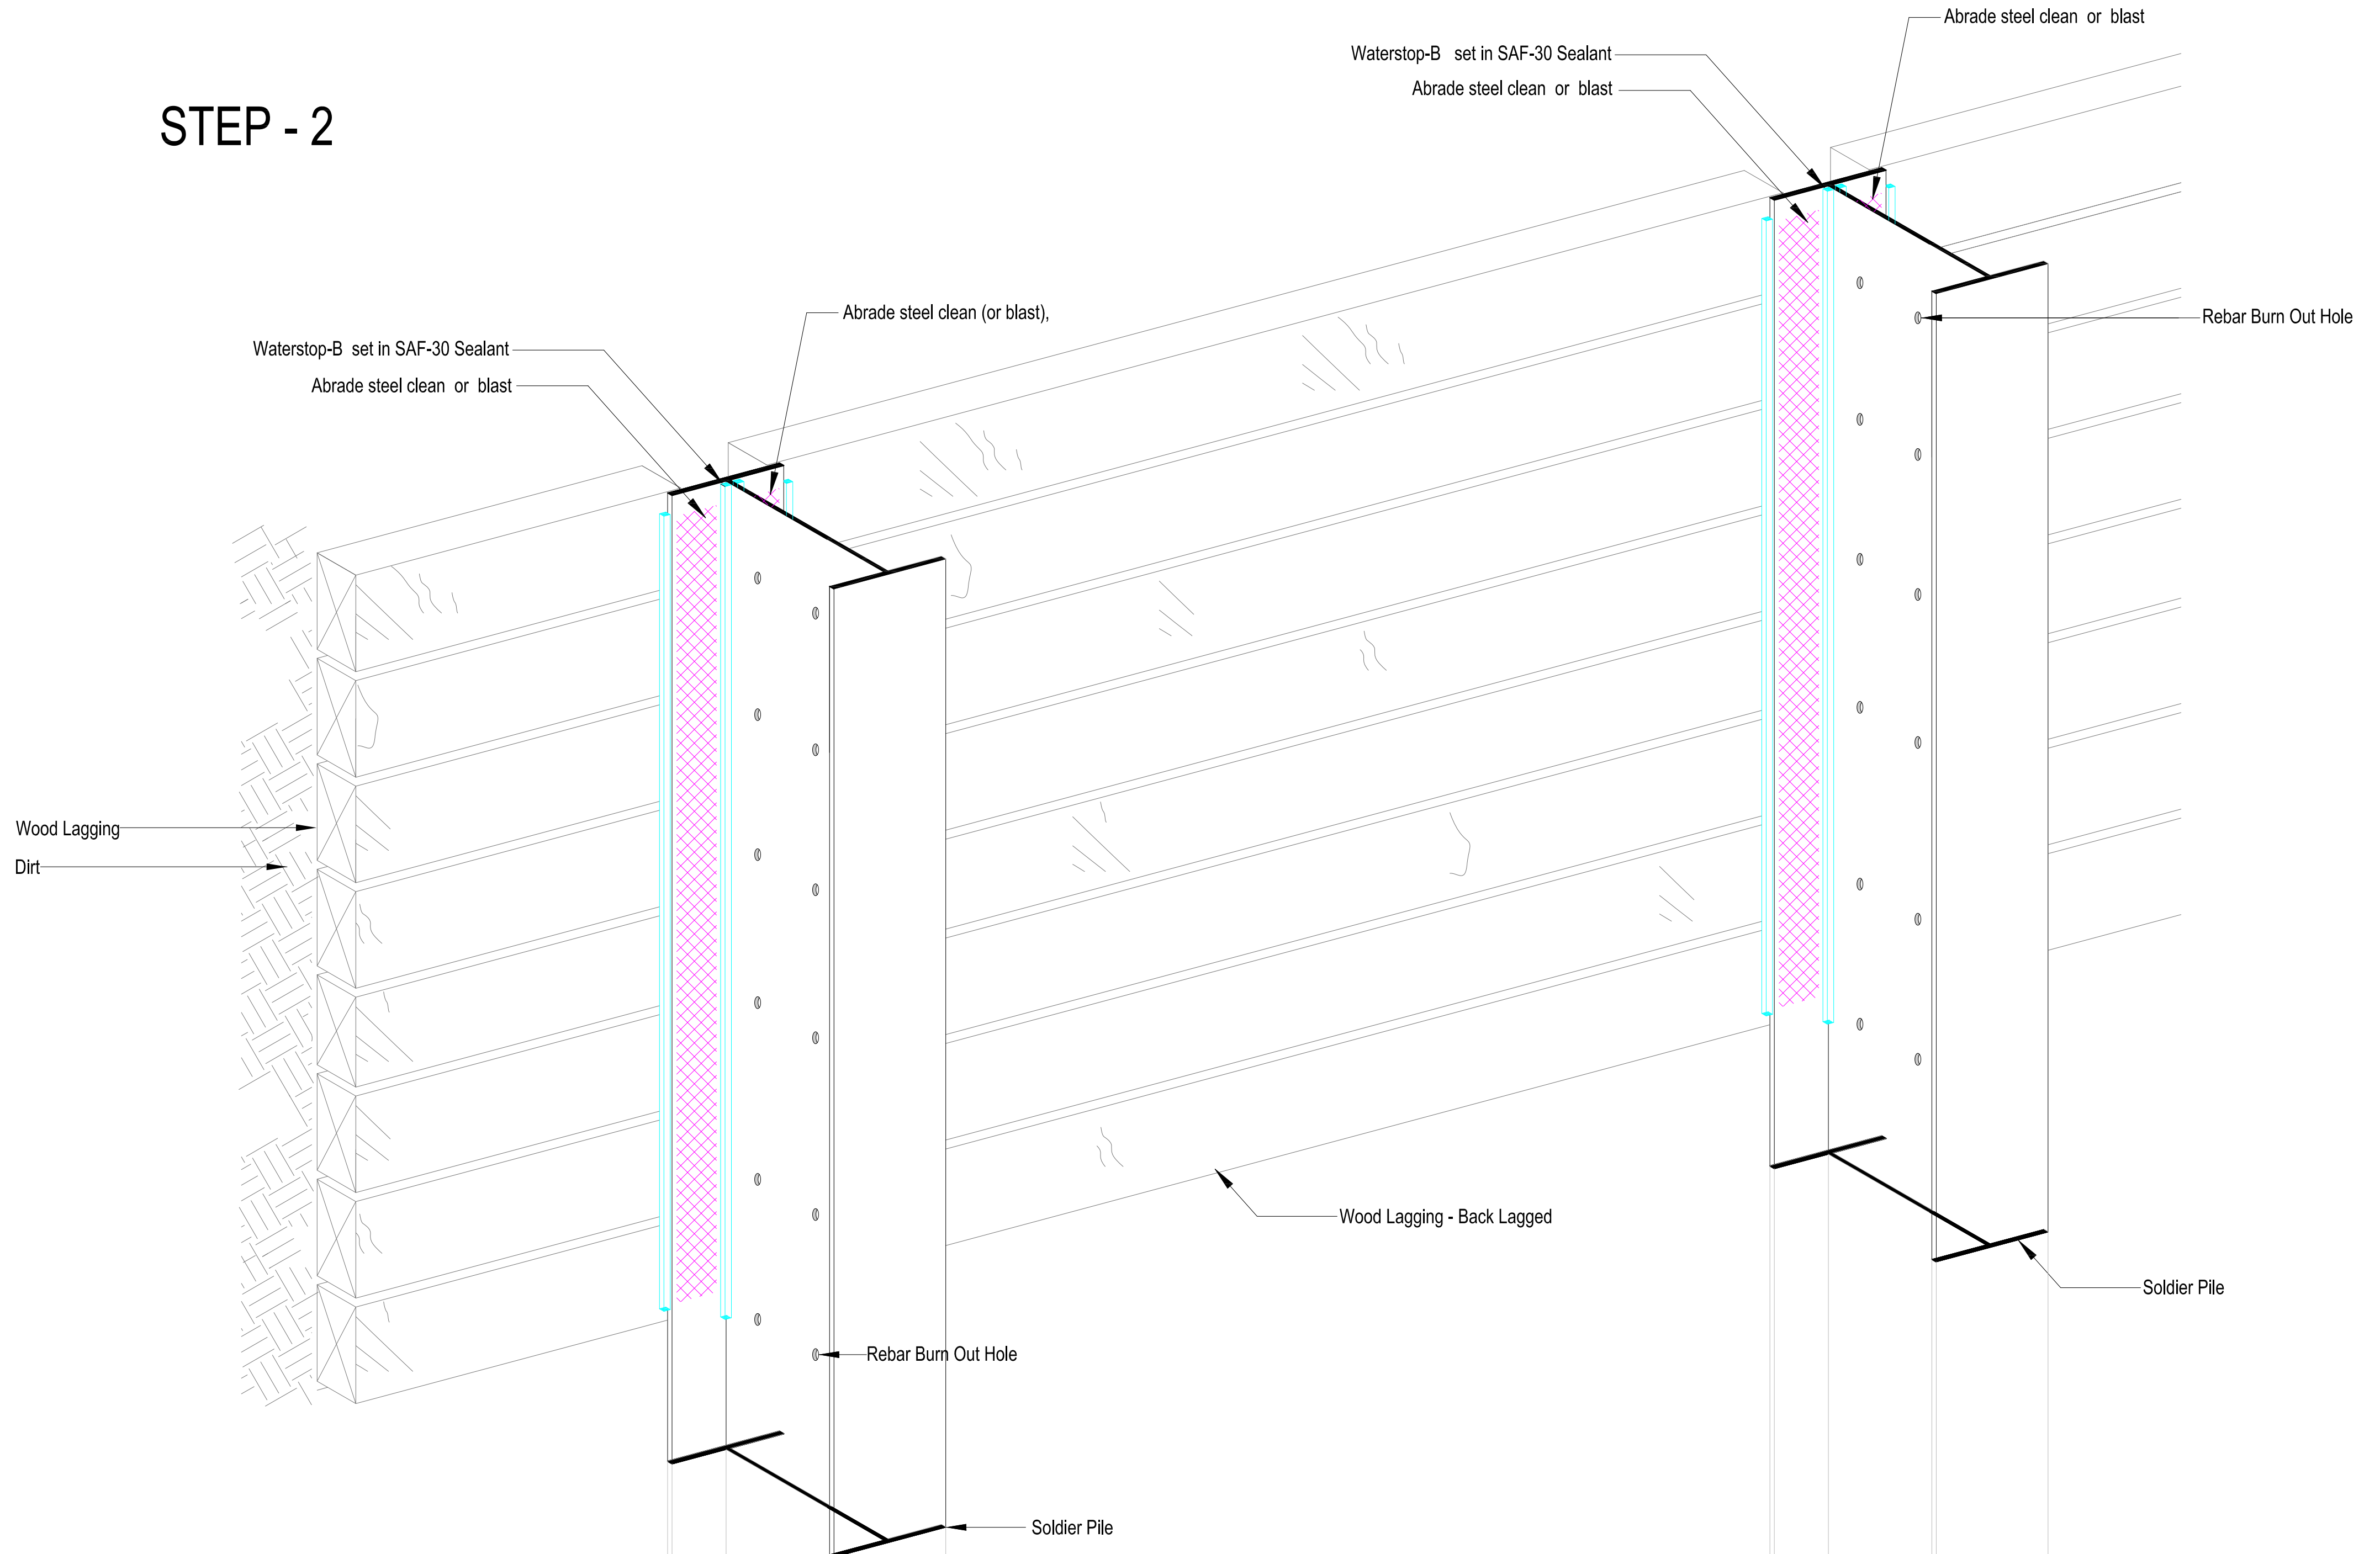 Abrade steel clean or blast
Waterstop-B set in SAF-30 Sealant
Abrade steel clean or blast
STEP - 2
Abrade steel clean (or blast),
Rebar Burn Out Hole
Waterstop-B set in SAF-30 Sealant
Abrade steel clean or blast
Wood Lagging
Dirt
Wood Lagging - Back Lagged
Soldier Pile
Rebar Burn Out Hole
Soldier Pile